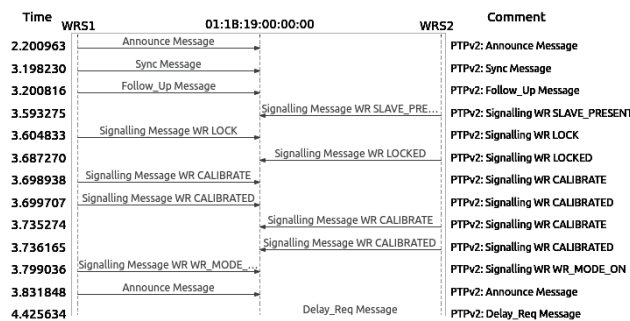 Time WRS1 01:1B:19:00:00:00 WRS2 Comment
2.200963 Announce Message PTPv2: Announce Message
3.198230 Sync Message PTPv2: Sync Message
3.200816 Follow_Up Message PTPv2: Follow_Up Message
3.593275 Signalling Message WR SLAVE_PRE... PTPv2: Signalling WR SLAVE_PRESENT
3.604833 Signalling Message WR LOCK PTPv2: Signalling WR LOCK
3.687270 Signalling Message WR LOCKED PTPv2: Signalling WR LOCKED
3.698938 Signalling Message WR CALIBRATE PTPv2: Signalling WR CALIBRATE
3.699707 Signalling Message WR CALIBRATED PTPv2: Signalling WR CALIBRATED
3.735274 Signalling Message WR CALIBRATE PTPv2: Signalling WR CALIBRATE
3.736165 Signalling Message WR CALIBRATED PTPv2: Signalling WR CALIBRATED
3.799036 Signalling Message WR WR_MODE_... PTPv2: Signalling WR WR_MODE_ON
3.831848 Announce Message PTPv2: Announce Message
4.425634 Delay_Req Message PTPv2: Delay_Req Message